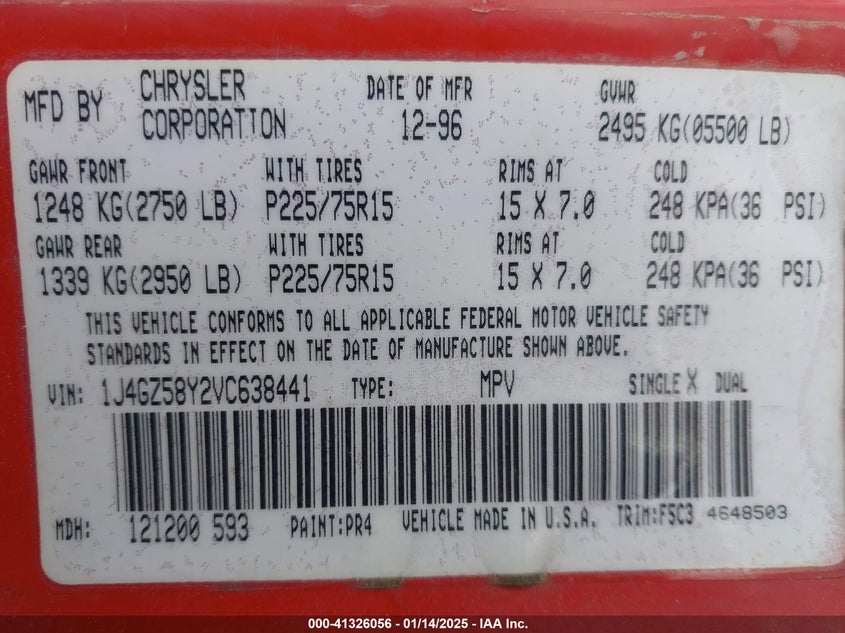 MFD BY CHRYSLER CORPORATION DATE OF MFR 12-96 GVWR 2495 KG(05500 LB)
GAWR FRONT WITH TIRES RIMS AT COLD
1248 KG(2750 LB) P225/75R15 15 X 7.0 248 KPA(36 PSI)
GAWR REAR WITH TIRES RIMS AT COLD
1339 KG(2950 LB) P225/75R15 15 X 7.0 248 KPA(36 PSI)
THIS VEHICLE CONFORMS TO ALL APPLICABLE FEDERAL MOTOR VEHICLE SAFETY
STANDARDS IN EFFECT ON THE DATE OF MANUFACTURE SHOWN ABOVE.
VIN: 1J4GZ58Y2VC638441 TYPE: MPV SINGLE X DUAL
MDH: 121200 593 PAINT:PR4 VEHICLE MADE IN U.S.A. TRIM:F5C3 4648503
000-41326056 - 01/14/2025 - IAA Inc.